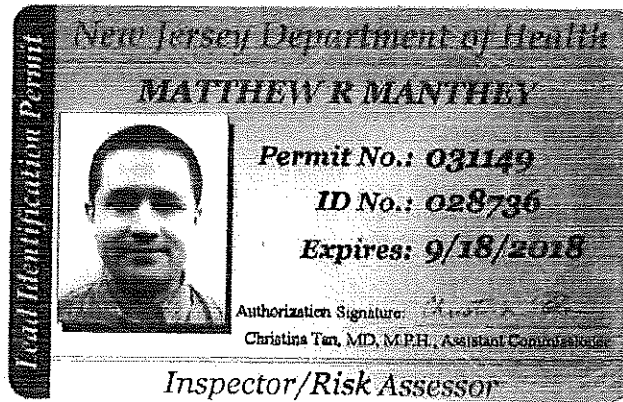 Lead Identification Permit
New Jersey Department of Health
MATTHEW R MANTHEY
Permit No.: 031149
ID No.: 028736
Expires: 9/18/2018
Authorization Signature:
Christina Tan, MD, M.P.H., Assistant Commissioner
Inspector/Risk Assessor